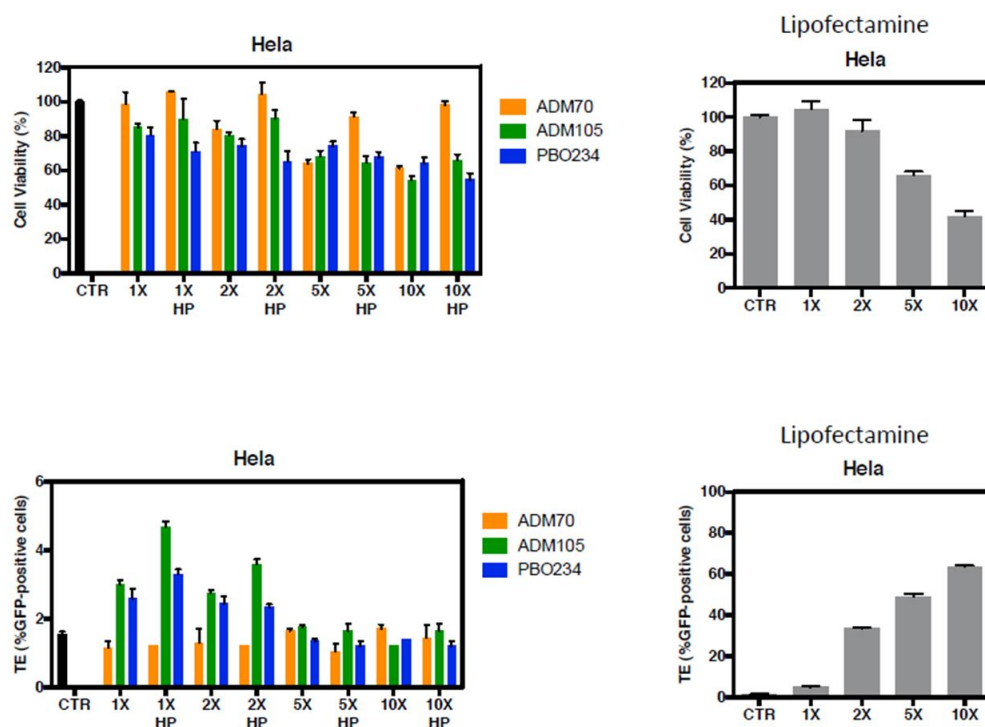 Hela
Cell Viability (%)
120
100
80
60
40
20
0
CTR 1X 1X HP 2X 2X HP 5X 5X HP 10X 10X HP
ADM70
ADM105
PBO234
Lipofectamine
Hela
Cell Viability (%)
120
100
80
60
40
20
0
CTR 1X 2X 5X 10X
Hela
TE (%GFP-positive cells)
6
4
2
0
CTR 1X 1X HP 2X 2X HP 5X 5X HP 10X 10X HP
ADM70
ADM105
PBO234
Lipofectamine
Hela
TE (%GFP-positive cells)
100
80
60
40
20
0
CTR 1X 2X 5X 10X